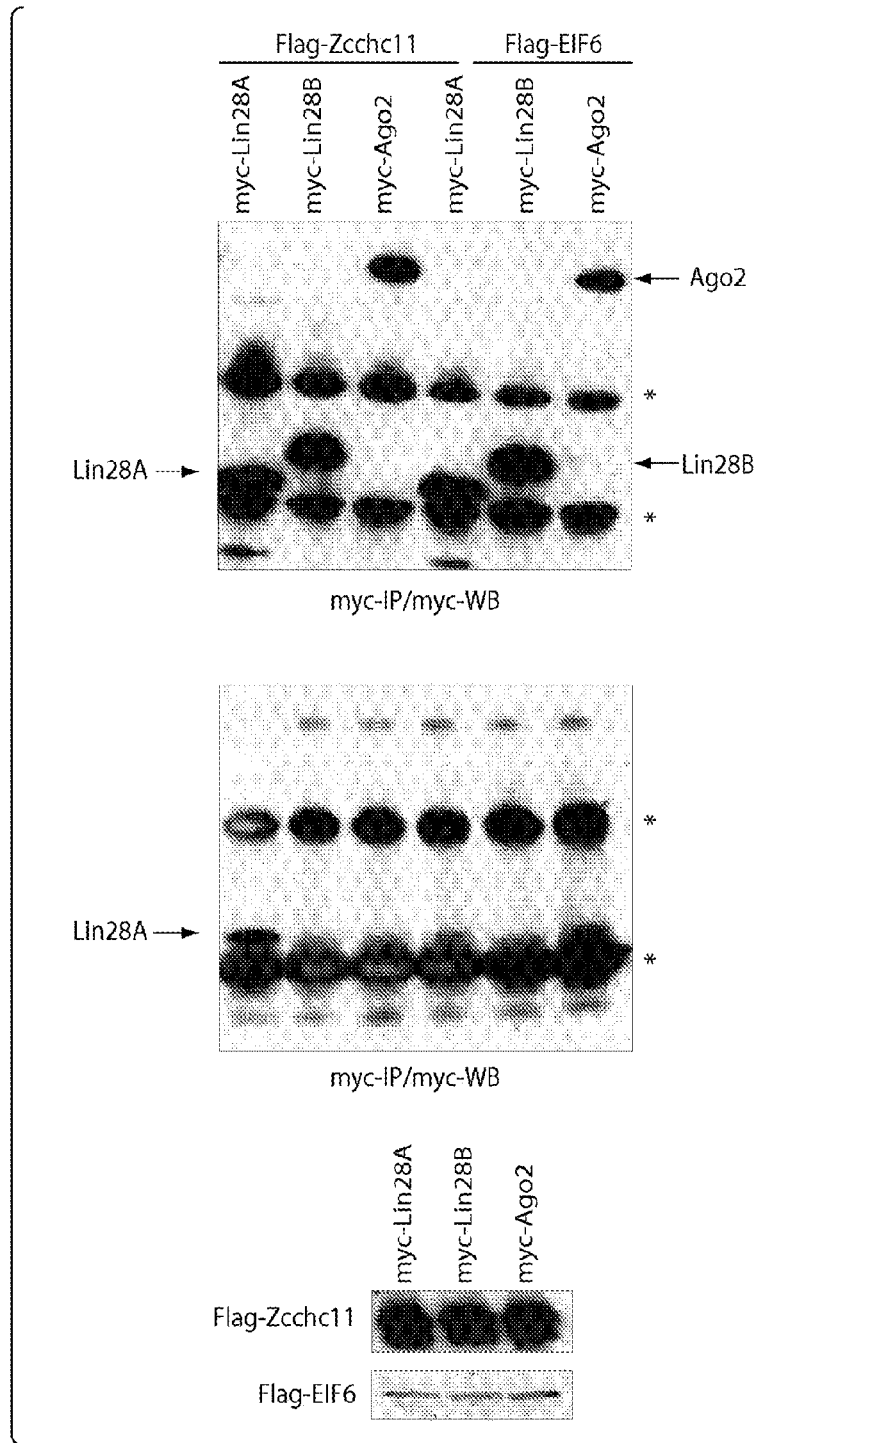 Flag-Zcchc11 Flag-EIF6
myc-Lin28A myc-Lin28B myc-Ago2 myc-Lin28A myc-Lin28B myc-Ago2
Ago2
*
Lin28A Lin28B
*
myc-IP/myc-WB
*
Lin28A
*
myc-IP/myc-WB
myc-Lin28A myc-Lin28B myc-Ago2
Flag-Zcchc11
Flag-EIF6